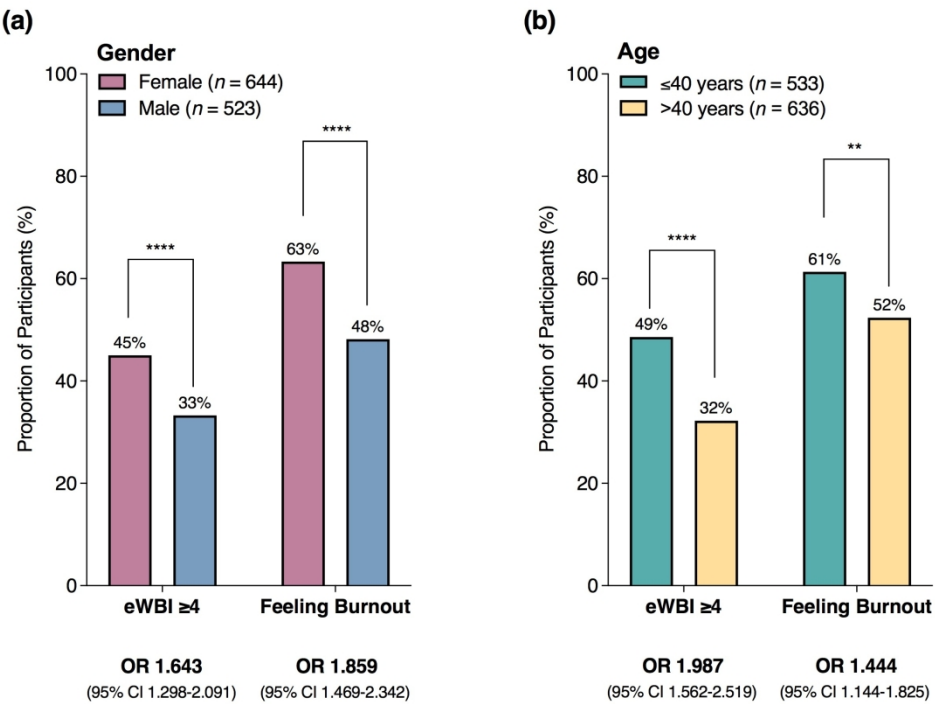 (a)
Gender
Female (n = 644)
Male (n = 523)
Proportion of Participants (%)
100
80
60
40
20
0
****
****
45%
33%
63%
48%
eWBI ≥4
Feeling Burnout
OR 1.643
(95% CI 1.298-2.091)
OR 1.859
(95% CI 1.469-2.342)
(b)
Age
≤40 years (n = 533)
>40 years (n = 636)
Proportion of Participants (%)
100
80
60
40
20
0
****
**
49%
32%
61%
52%
eWBI ≥4
Feeling Burnout
OR 1.987
(95% CI 1.562-2.519)
OR 1.444
(95% CI 1.144-1.825)